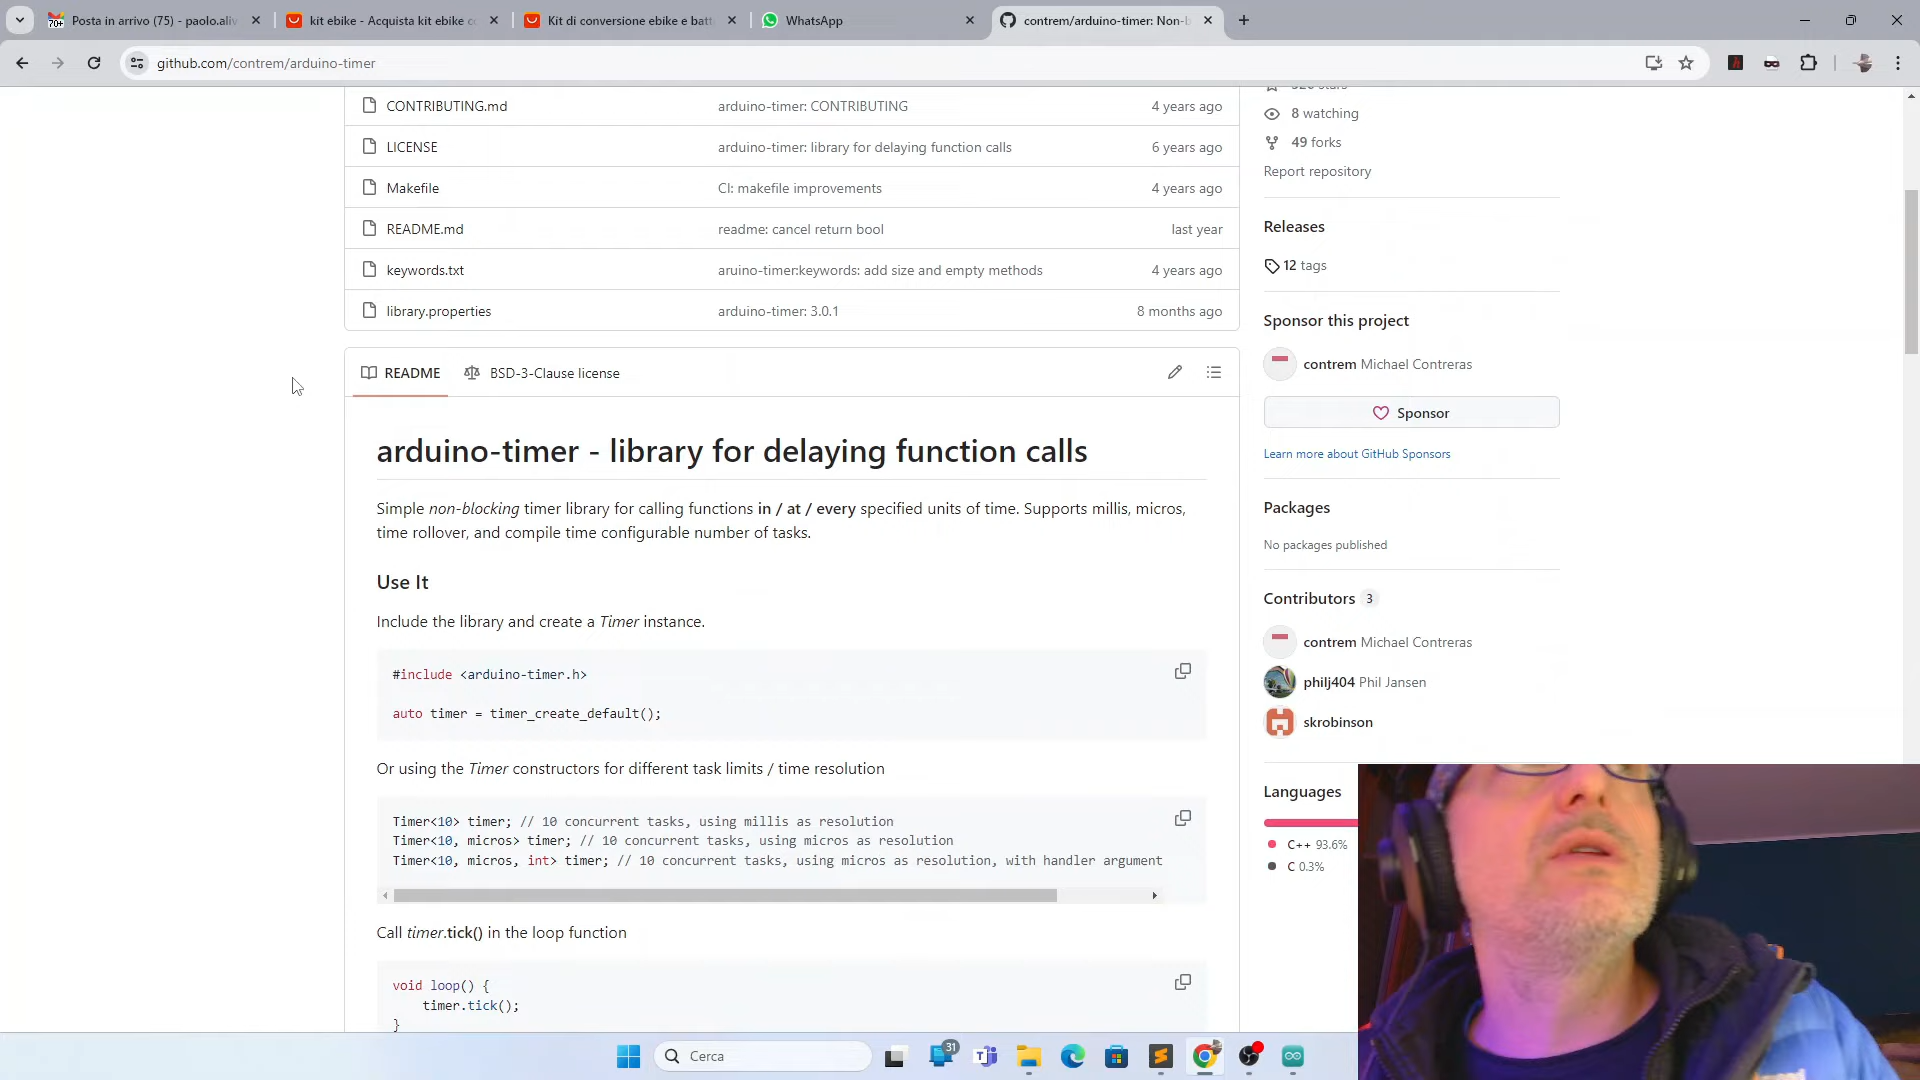 Posta in arrivo (75) - paolo.aliv
kit ebike - Acquista kit ebike c
Kit di conversione ebike e batt
WhatsApp
contrem/arduino-timer: Non-b
github.com/contrem/arduino-timer
CONTRIBUTING.md
arduino-timer: CONTRIBUTING
4 years ago
LICENSE
arduino-timer: library for delaying function calls
6 years ago
Makefile
CI: makefile improvements
4 years ago
README.md
readme: cancel return bool
last year
keywords.txt
aruino-timer:keywords: add size and empty methods
4 years ago
library.properties
arduino-timer: 3.0.1
8 months ago
8 watching
49 forks
Report repository
Releases
12 tags
Sponsor this project
contrem Michael Contreras
Sponsor
Learn more about GitHub Sponsors
Packages
No packages published
Contributors 3
contrem Michael Contreras
philj404 Phil Jansen
skrobinson
Languages
C++ 93.6%
C 0.3%
README
BSD-3-Clause license
arduino-timer - library for delaying function calls
Simple non-blocking timer library for calling functions in / at / every specified units of time. Supports millis, micros,
time rollover, and compile time configurable number of tasks.
Use It
Include the library and create a Timer instance.
#include <arduino-timer.h>
auto timer = timer_create_default();
Or using the Timer constructors for different task limits / time resolution
Timer<10> timer; // 10 concurrent tasks, using millis as resolution
Timer<10, micros> timer; // 10 concurrent tasks, using micros as resolution
Timer<10, micros, int> timer; // 10 concurrent tasks, using micros as resolution, with handler argument
Call timer.tick() in the loop function
void loop() {
timer.tick();
}
Cerca
31